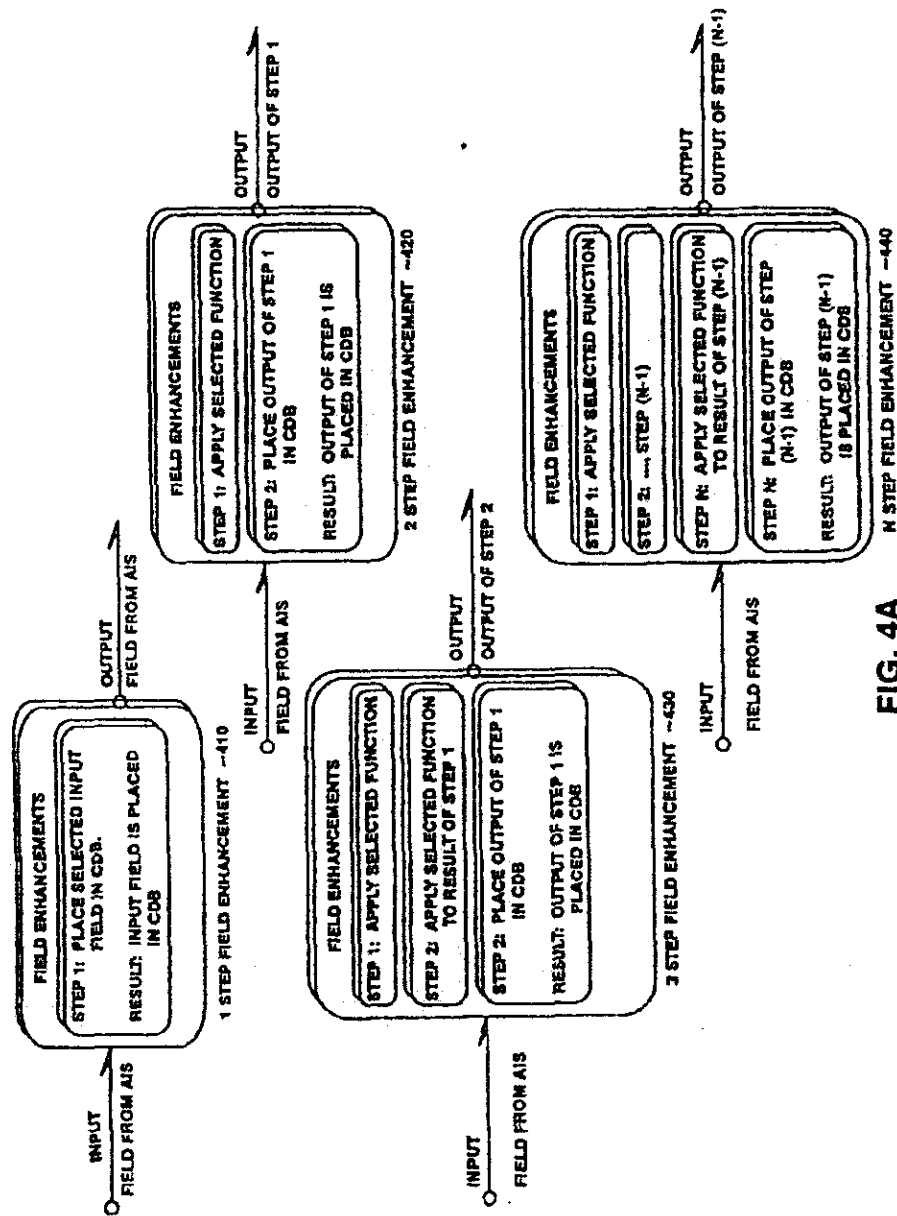 INPUT
FIELD FROM AIS
FIELD ENHANCEMENTS
STEP 1: PLACE SELECTED INPUT
FIELD IN CDB.
RESULT: INPUT FIELD IS PLACED
IN CDB
1 STEP FIELD ENHANCEMENT ~410
OUTPUT
FIELD FROM AIS
INPUT
FIELD FROM AIS
FIELD ENHANCEMENTS
STEP 1: APPLY SELECTED FUNCTION
STEP 2: PLACE OUTPUT OF STEP 1
IN CDB
RESULT: OUTPUT OF STEP 1 IS
PLACED IN CDB
2 STEP FIELD ENHANCEMENT ~420
OUTPUT
OUTPUT OF STEP 1
INPUT
FIELD FROM AIS
FIELD ENHANCEMENTS
STEP 1: APPLY SELECTED FUNCTION
STEP 2: APPLY SELECTED FUNCTION
TO RESULT OF STEP 1
STEP 2: PLACE OUTPUT OF STEP 1
IN CDB
RESULT: OUTPUT OF STEP 1 IS
PLACED IN CDB
3 STEP FIELD ENHANCEMENT ~430
OUTPUT
OUTPUT OF STEP 2
INPUT
FIELD FROM AIS
FIELD ENHANCEMENTS
STEP 1: APPLY SELECTED FUNCTION
STEP 2: .... STEP (N-1)
STEP N: APPLY SELECTED FUNCTION
TO RESULT OF STEP (N-1)
STEP N: PLACE OUTPUT OF STEP
(N-1) IN CDB
RESULT: OUTPUT OF STEP (N-1)
IS PLACED IN CDB
N STEP FIELD ENHANCEMENT ~440
OUTPUT
OUTPUT OF STEP (N-1)
FIG. 4A